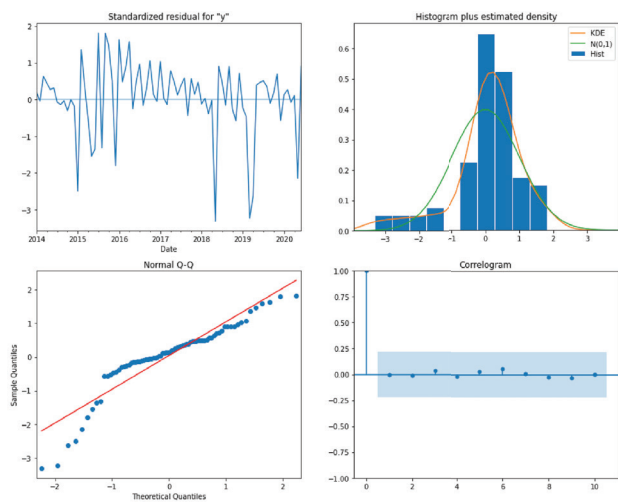 Standardized residual for "y"
2
1
0
-1
-2
-3
2014 2015 2016 2017 2018 2019 2020
Date
Histogram plus estimated density
KDE
N(0,1)
Hist
0.6
0.5
0.4
0.3
0.2
0.1
0.0
-3 -2 -1 0 1 2 3
Normal Q-Q
Sample Quantiles
3
2
1
0
-1
-2
-3
-2 -1 0 1 2
Theoretical Quantiles
Correlogram
1.00
0.75
0.50
0.25
0.00
-0.25
-0.50
-0.75
-1.00
0 2 4 6 8 10